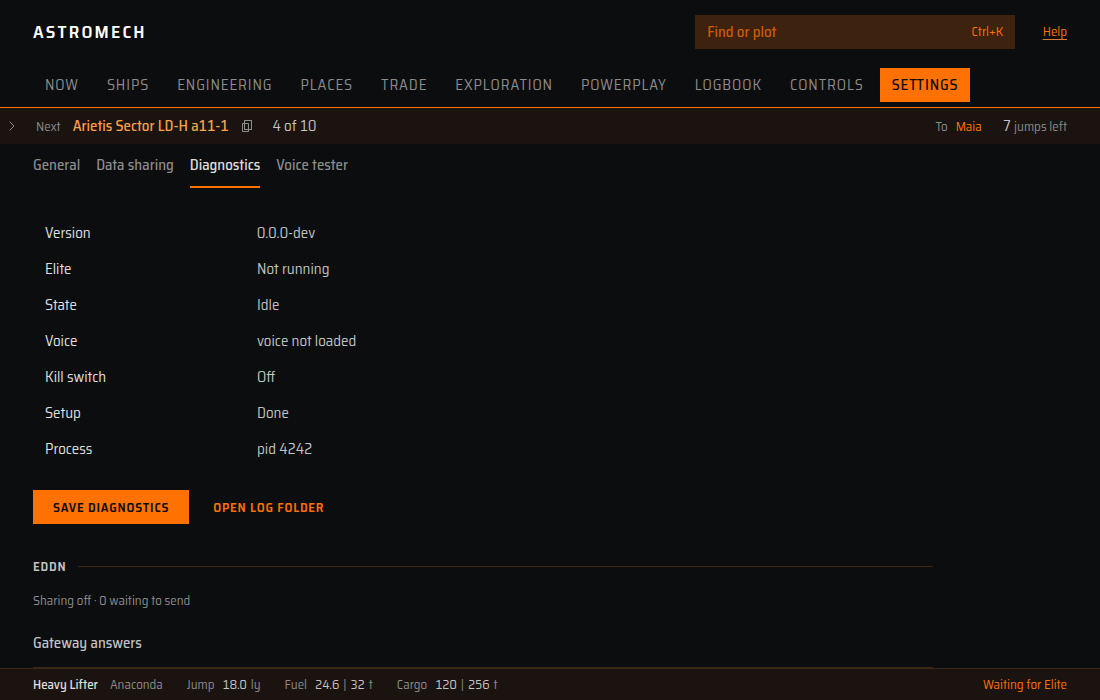 ASTROMECH
Find or plot Ctrl+K Help
NOW SHIPS ENGINEERING PLACES TRADE EXPLORATION POWERPLAY LOGBOOK CONTROLS SETTINGS
Next Arietis Sector LD-H a11-1 4 of 10 To Maia 7 jumps left
General Data sharing Diagnostics Voice tester
Version 0.0.0-dev
Elite Not running
State Idle
Voice voice not loaded
Kill switch Off
Setup Done
Process pid 4242
SAVE DIAGNOSTICS OPEN LOG FOLDER
EDDN
Sharing off · 0 waiting to send
Gateway answers
Heavy Lifter Anaconda Jump 18.0 ly Fuel 24.6 | 32 t Cargo 120 | 256 t Waiting for Elite